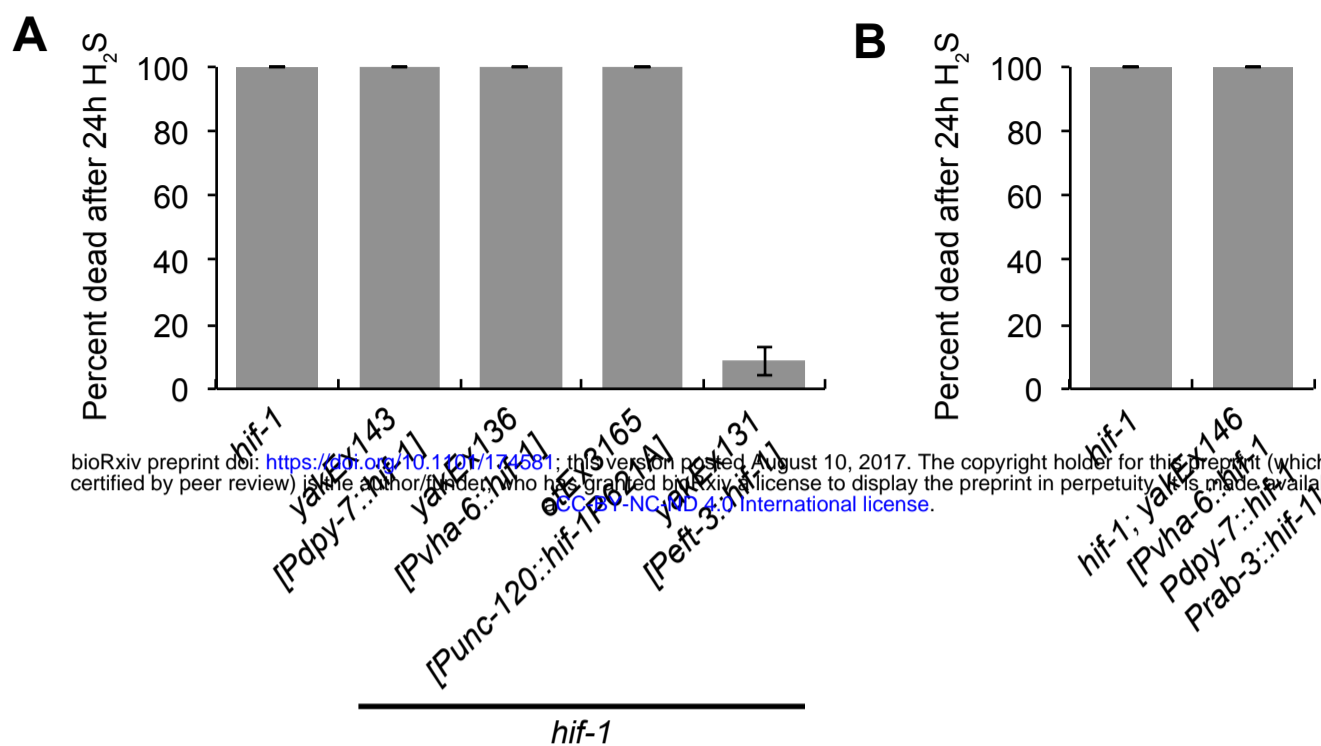 A
Percent dead after 24h H2S
100
80
60
40
20
0
hif-1
yakEx143
[Pdpy-7::hif-1]
yakEx136
[Pvha-6::hif-1]
otEx3165
[Punc-120::hif-1P621A]
yakEx131
[Peft-3::hif-1]
hif-1
B
Percent dead after 24h H2S
100
80
60
40
20
0
hif-1
hif-1; yakEx146
[Pvha-6::hif-1
Pdpy-7::hif-1
Prab-3::hif-1]
bioRxiv preprint doi: https://doi.org/10.1101/174581; this version posted August 10, 2017. The copyright holder for this preprint (which
certified by peer review) is the author/funder, who has granted bioRxiv a license to display the preprint in perpetuity. It is made
aCC-BY-NC-ND 4.0 International license.